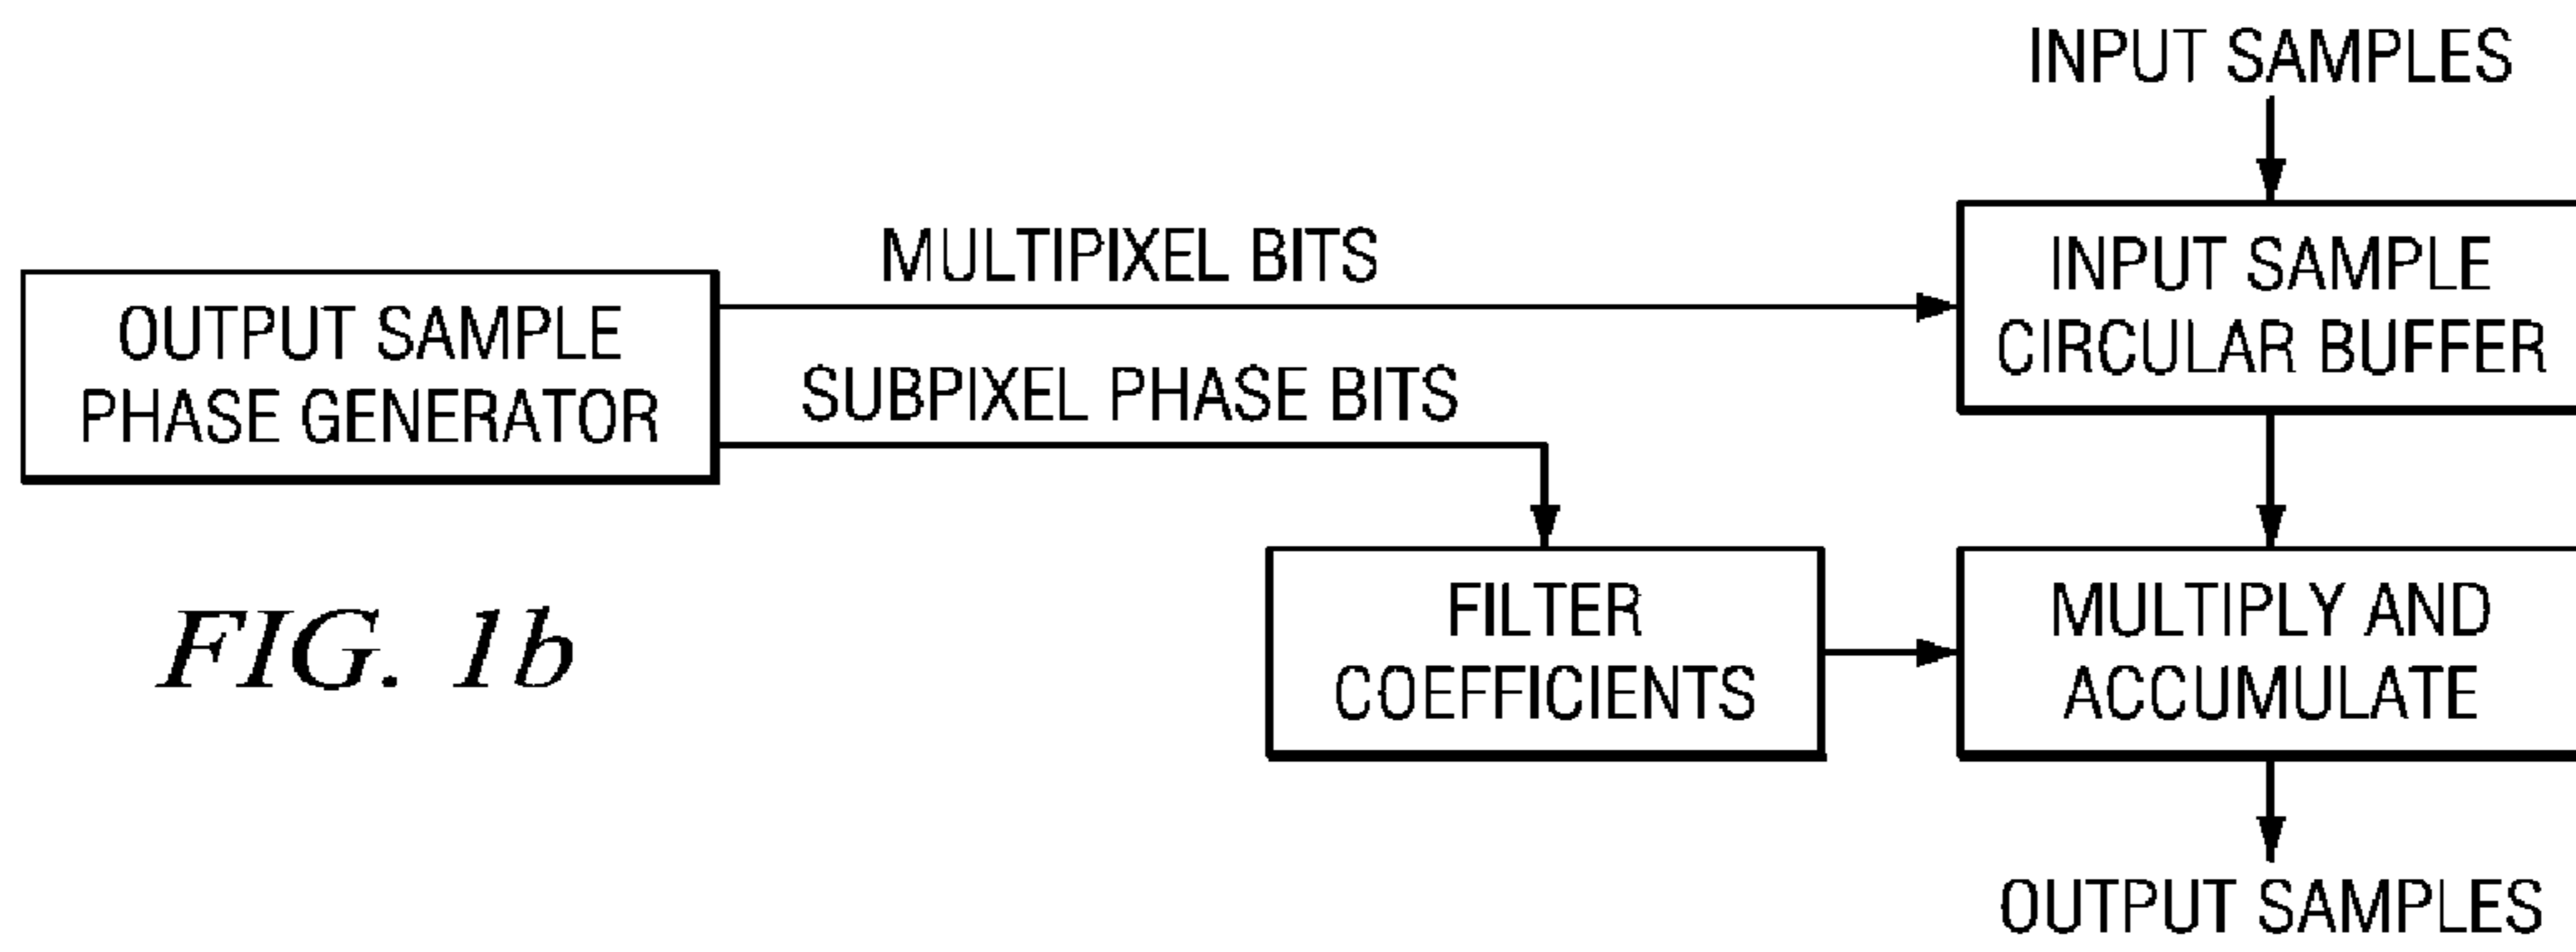 INPUT SAMPLES
MULTIPIXEL BITS
INPUT SAMPLE
CIRCULAR BUFFER
OUTPUT SAMPLE
PHASE GENERATOR
SUBPIXEL PHASE BITS
FILTER
COEFFICIENTS
MULTIPLY AND
ACCUMULATE
FIG. 1b
OUTPUT SAMPLES